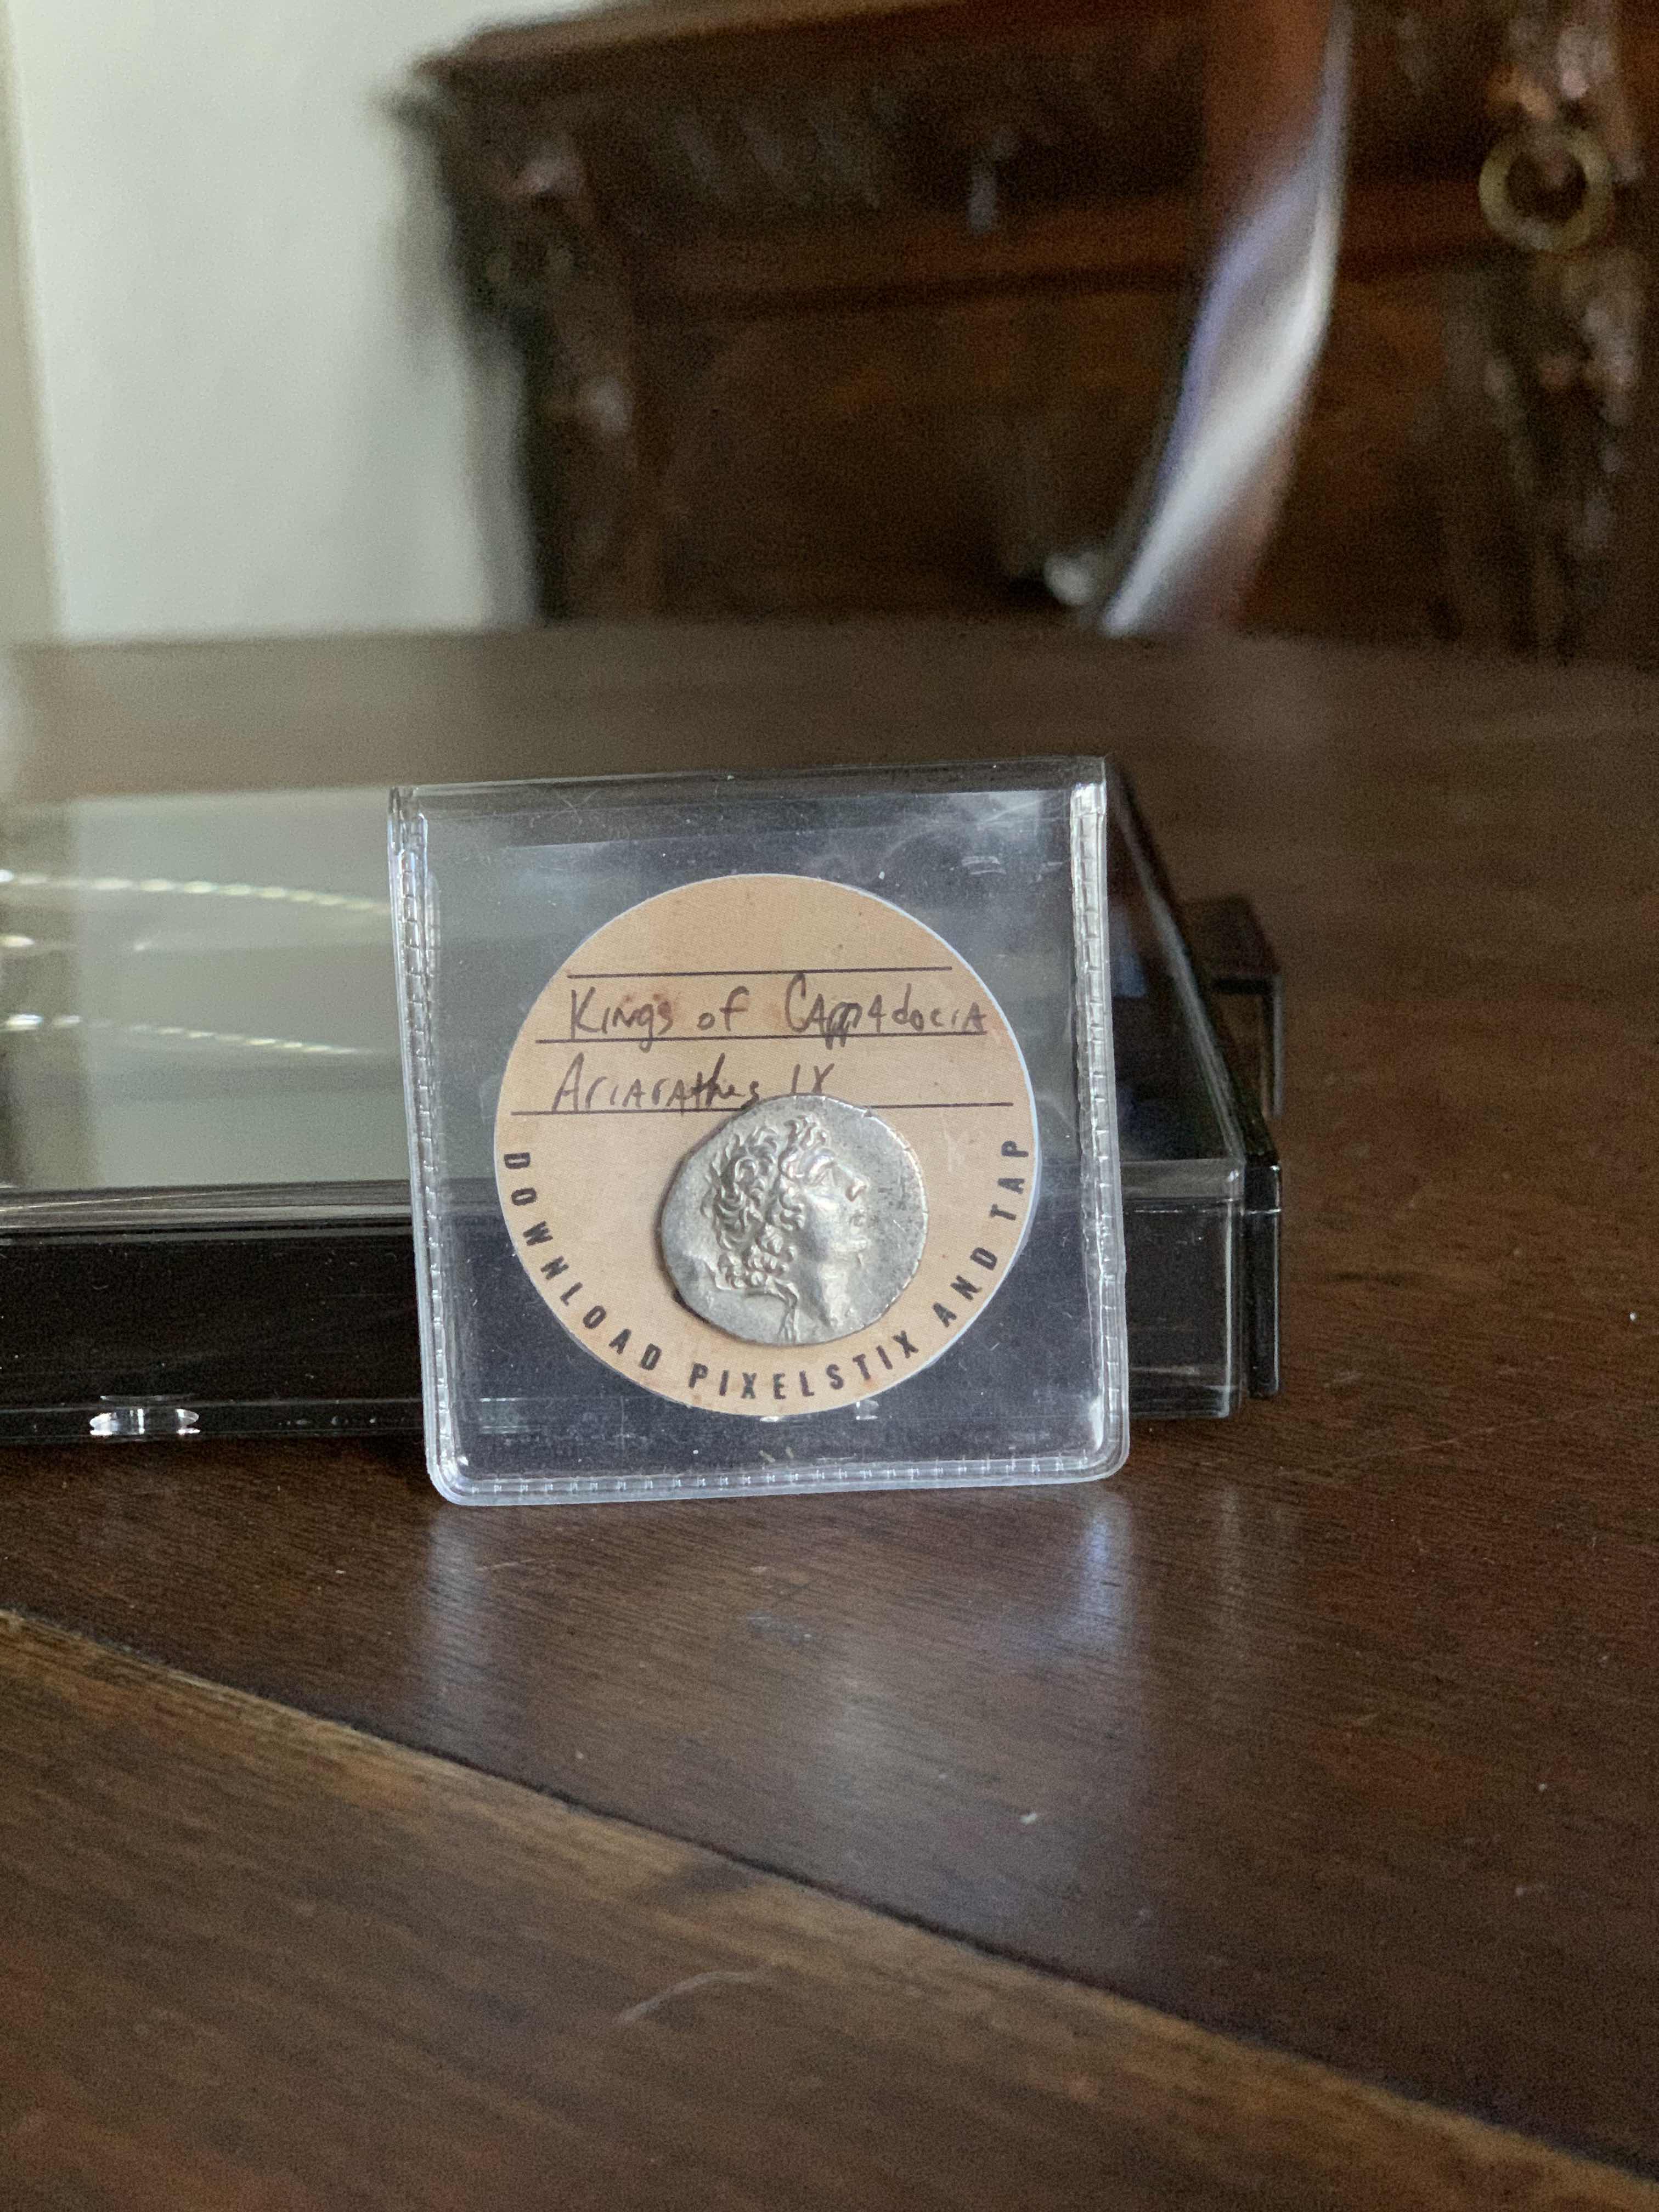 Kings of Cappadocia
Ariarathes IX
DOWNLOAD PIXELSTIX AND TAP